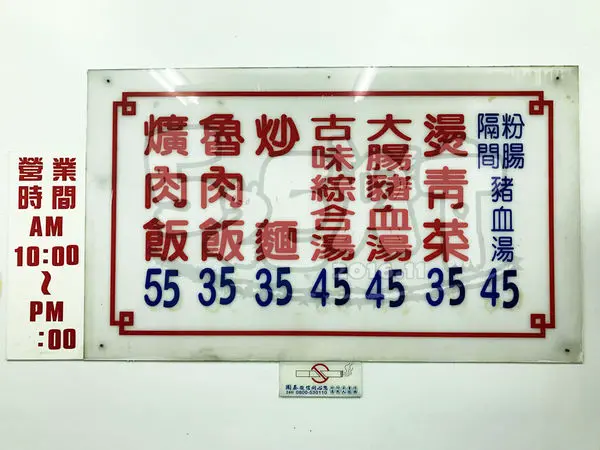 營業
時間
AM
10:00
～
PM
:00
爌肉飯 55
魯肉飯 35
炒麵 35
古味綜合湯 45
大腸豬血湯 45
燙青菜 35
粉腸豬血湯
隔間
45
0800-530110